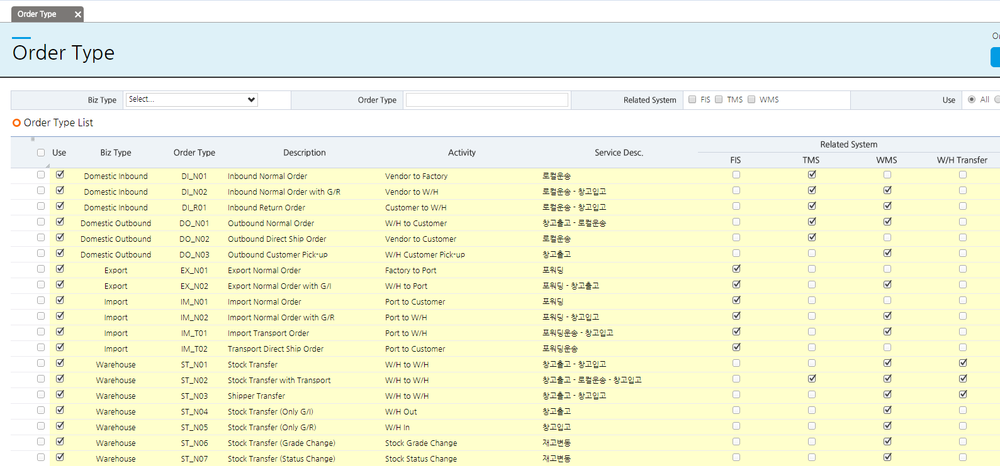 Order Type
Or
Order Type
Biz Type Select... Order Type Related System FIS TMS WMS Use All
Order Type List
Related System
Use Biz Type Order Type Description Activity Service Desc. FIS TMS WMS W/H Transfer
Domestic Inbound DI_N01 Inbound Normal Order Vendor to Factory 로컬운송
Domestic Inbound DI_N02 Inbound Normal Order with G/R Vendor to W/H 로컬운송 - 창고입고
Domestic Inbound DI_R01 Inbound Return Order Customer to W/H 로컬운송 - 창고입고
Domestic Outbound DO_N01 Outbound Normal Order W/H to Customer 창고출고 - 로컬운송
Domestic Outbound DO_N02 Outbound Direct Ship Order Vendor to Customer 로컬운송
Domestic Outbound DO_N03 Outbound Customer Pick-up W/H Customer Pick-up 창고출고
Export EX_N01 Export Normal Order Factory to Port 포워딩
Export EX_N02 Export Normal Order with G/I W/H to Port 포워딩 - 창고출고
Import IM_N01 Import Normal Order Port to Customer 포워딩
Import IM_N02 Import Normal Order with G/R Port to W/H 포워딩 - 창고입고
Import IM_T01 Import Transport Order Port to W/H 포워딩운송 - 창고입고
Import IM_T02 Transport Direct Ship Order Port to Customer 포워딩운송
Warehouse ST_N01 Stock Transfer W/H to W/H 창고출고 - 창고입고
Warehouse ST_N02 Stock Transfer with Transport W/H to W/H 창고출고 - 로컬운송 - 창고입고
Warehouse ST_N03 Shipper Transfer W/H to W/H 창고출고 - 창고입고
Warehouse ST_N04 Stock Transfer (Only G/I) W/H Out 창고출고
Warehouse ST_N05 Stock Transfer (Only G/R) W/H In 창고입고
Warehouse ST_N06 Stock Transfer (Grade Change) Stock Grade Change 재고변동
Warehouse ST_N07 Stock Transfer (Status Change) Stock Status Change 재고변동